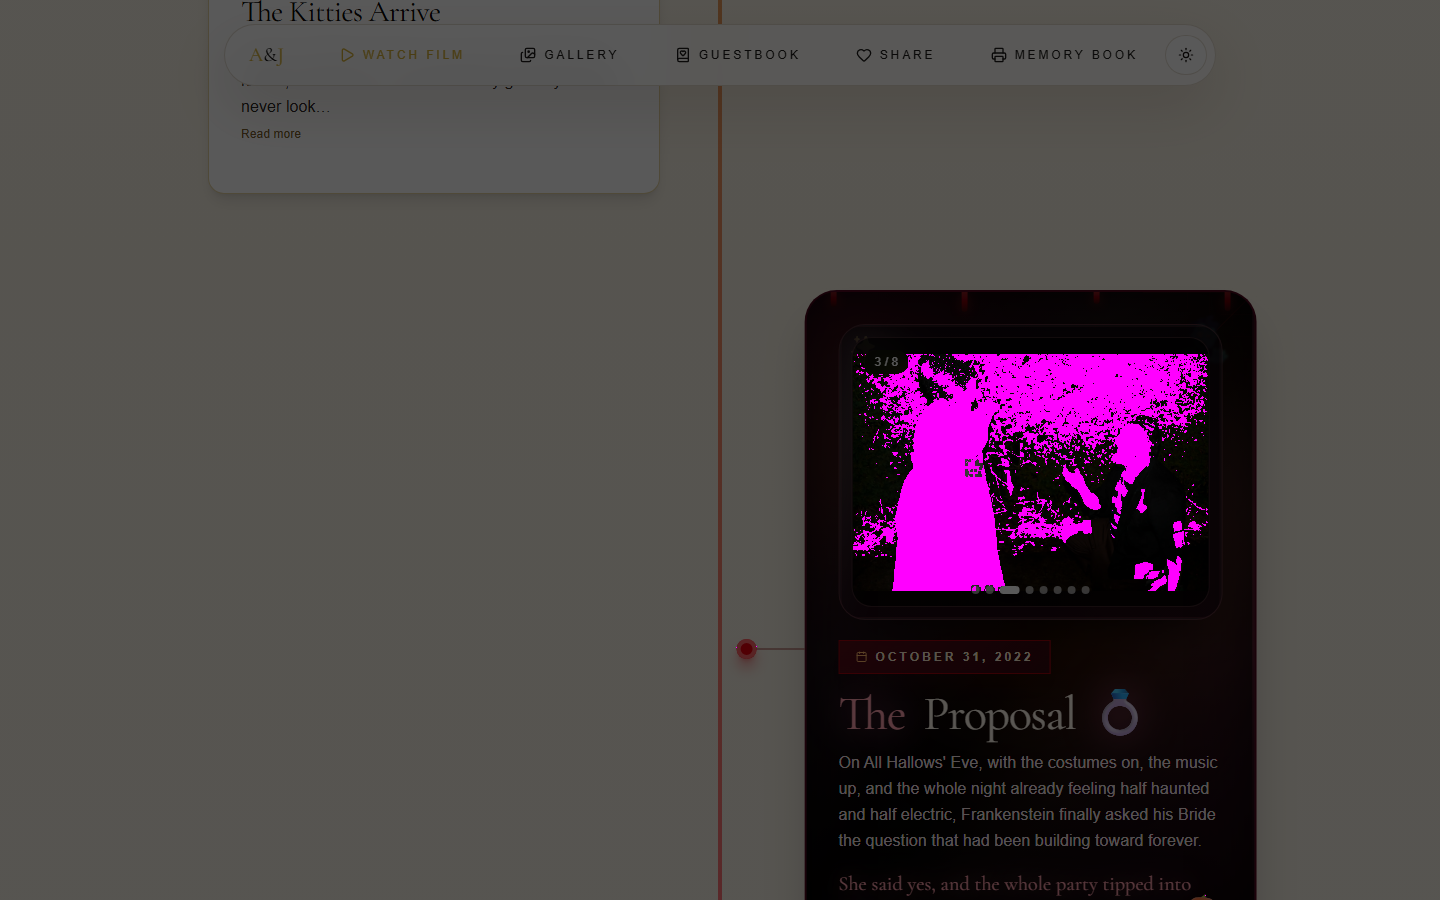 The Kitties Arrive
A&J
WATCH FILM
GALLERY
GUESTBOOK
SHARE
MEMORY BOOK
never look...
Read more
3/8
OCTOBER 31, 2022
The Proposal
On All Hallows' Eve, with the costumes on, the music
up, and the whole night already feeling half haunted
and half electric, Frankenstein finally asked his Bride
the question that had been building toward forever.
She said yes, and the whole party tipped into